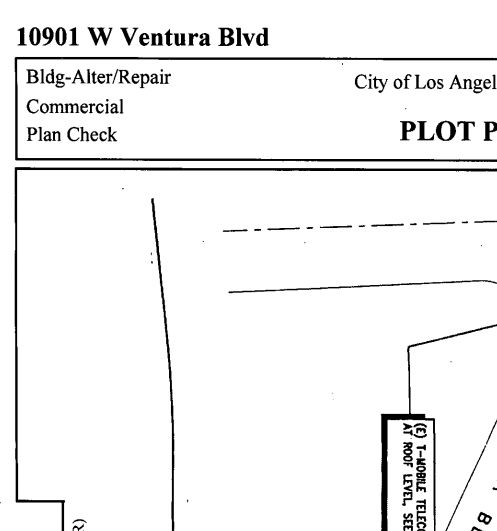 10901 W Ventura Blvd
Bldg-Alter/Repair
Commercial
Plan Check
City of Los Angel
PLOT P
(E) T-MOBILE TELEC
AT ROOF LEVEL, SEE
R)